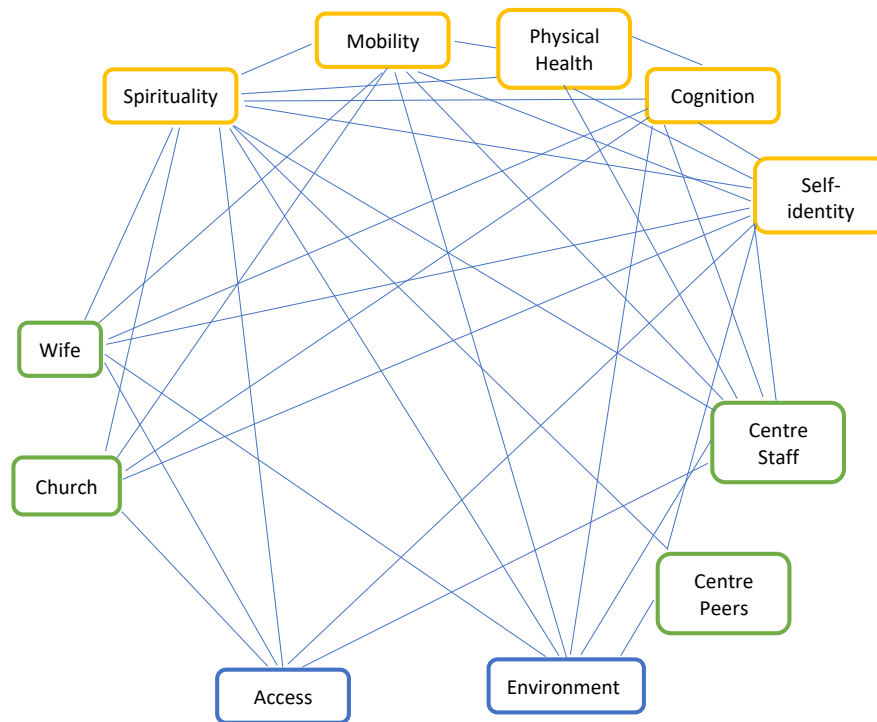 Mobility
Physical
Health
Spirituality
Cognition
Self-
identity
Wife
Centre
Staff
Church
Centre
Peers
Access
Environment